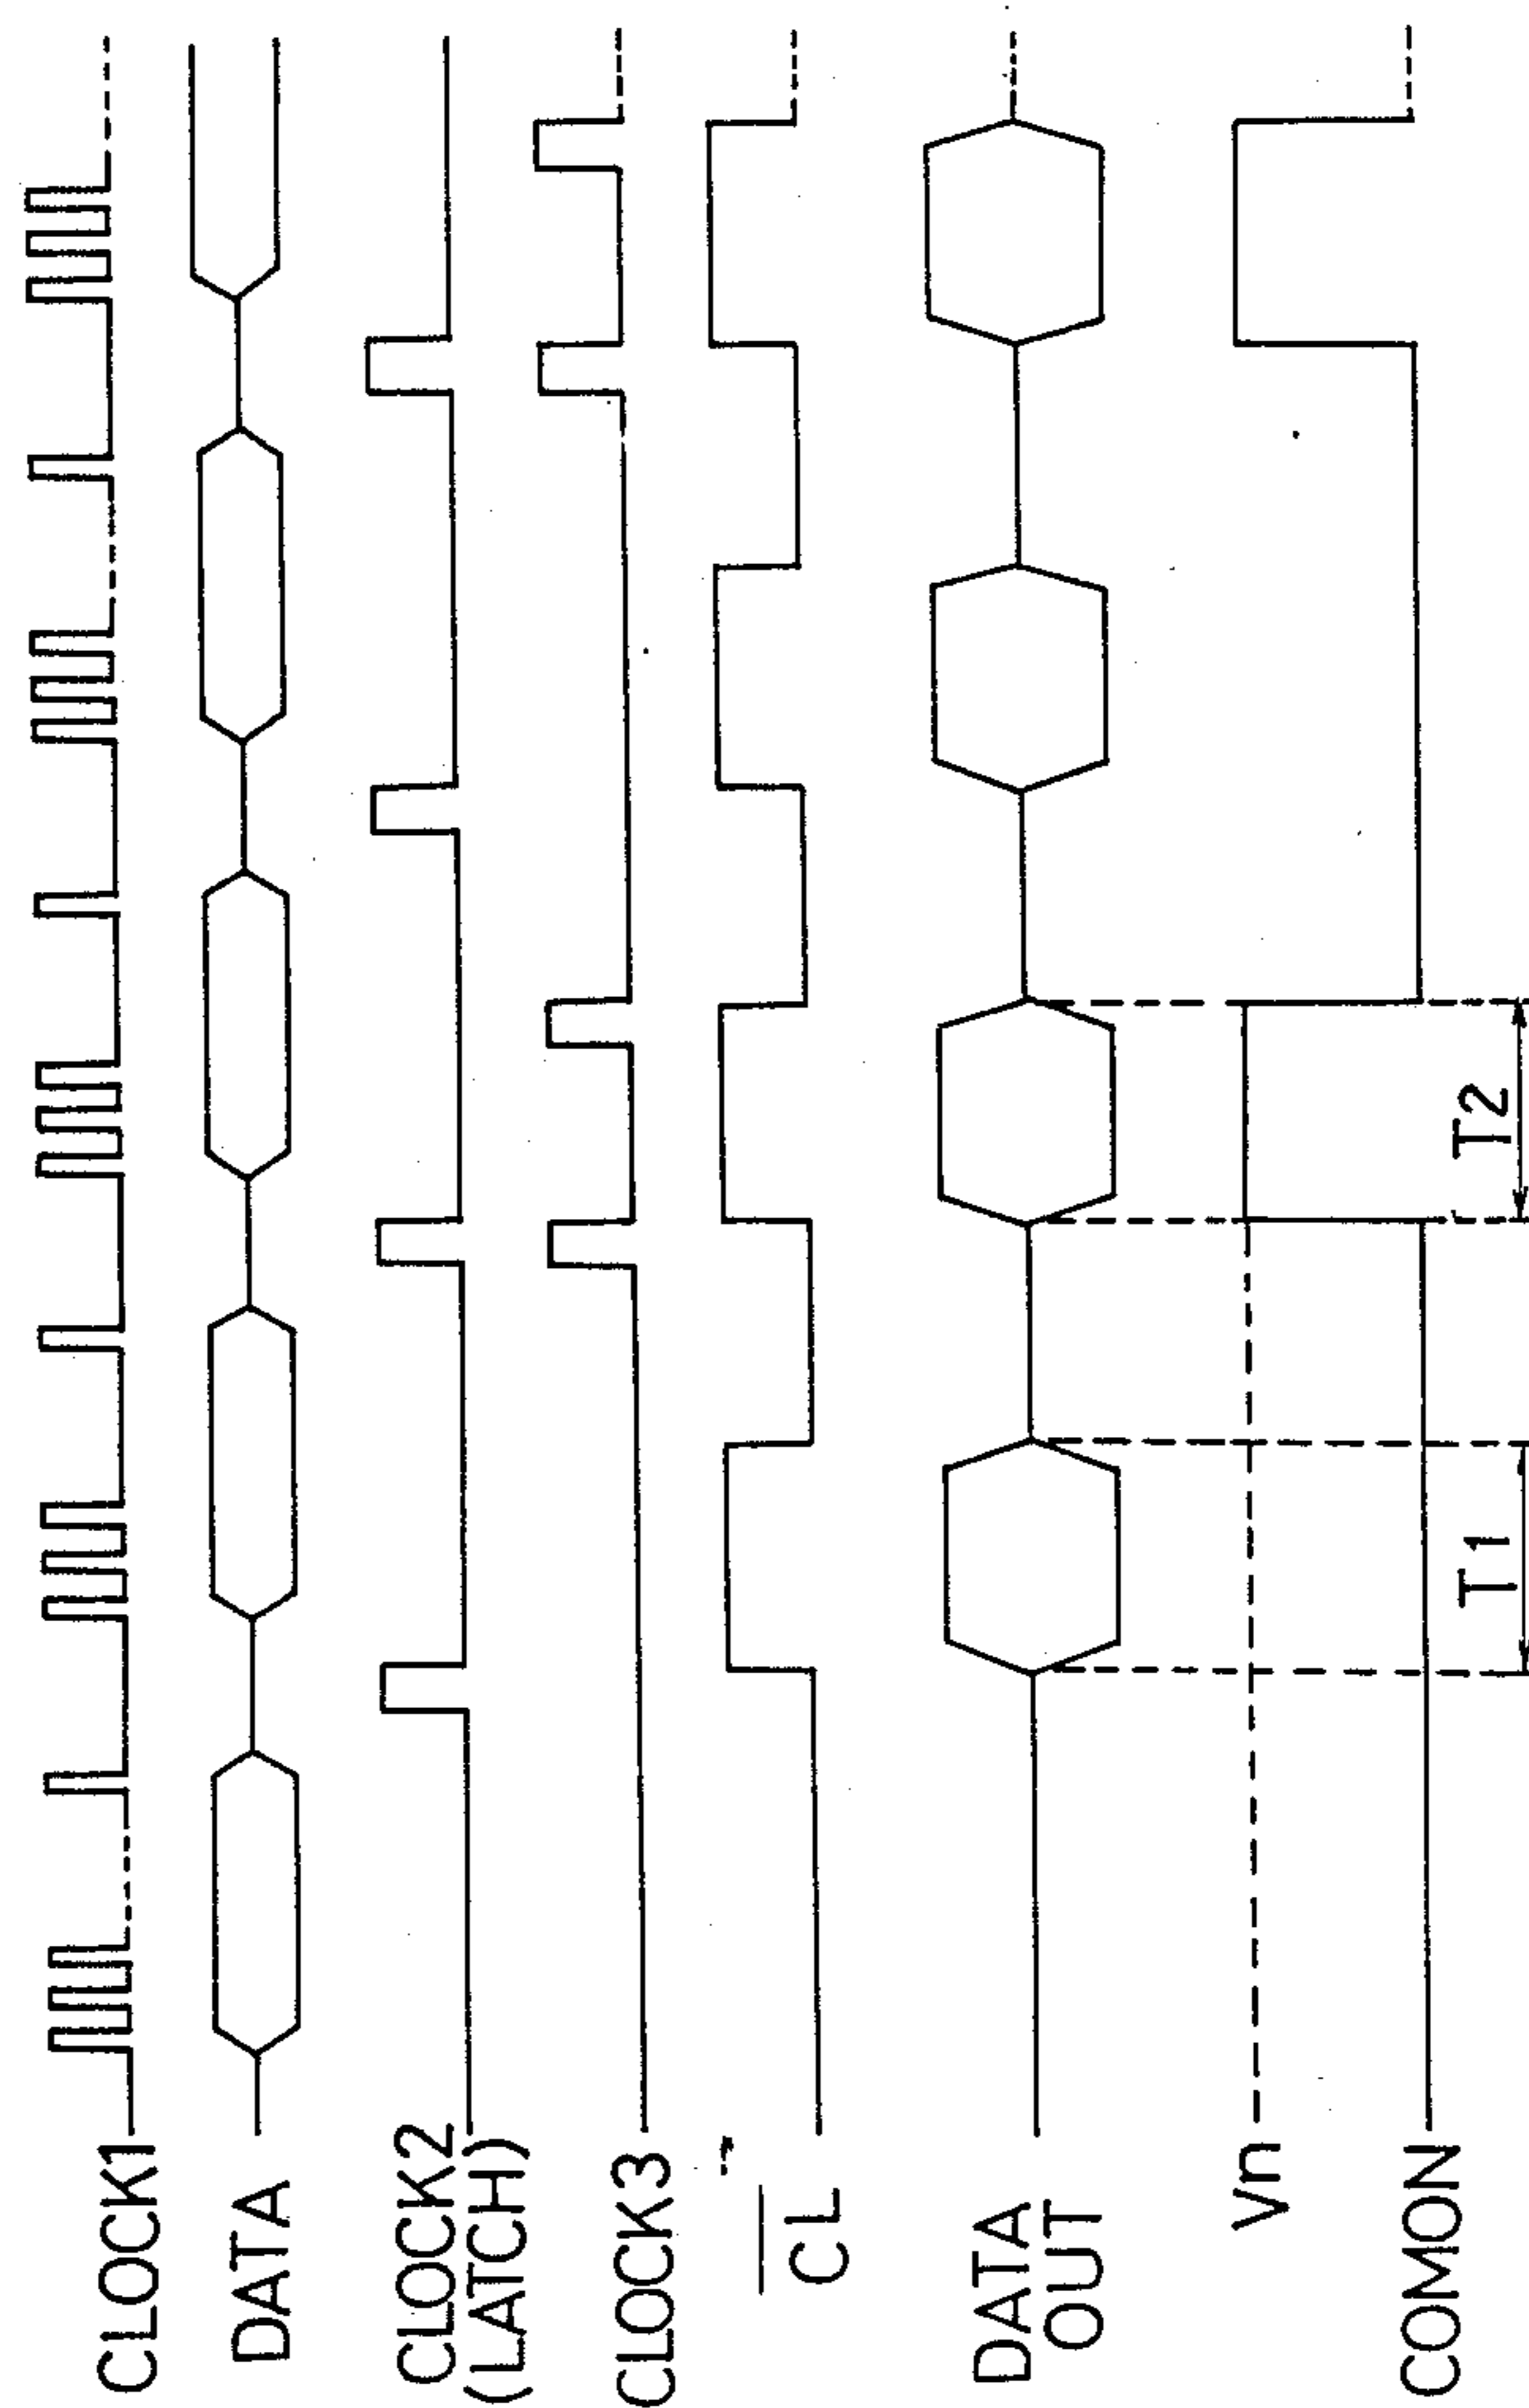 CLOCK1
DATA
CLOCK2
(LATCH)
CLOCK3
CL
DATA
OUT
Vn
COMON
T1
T2